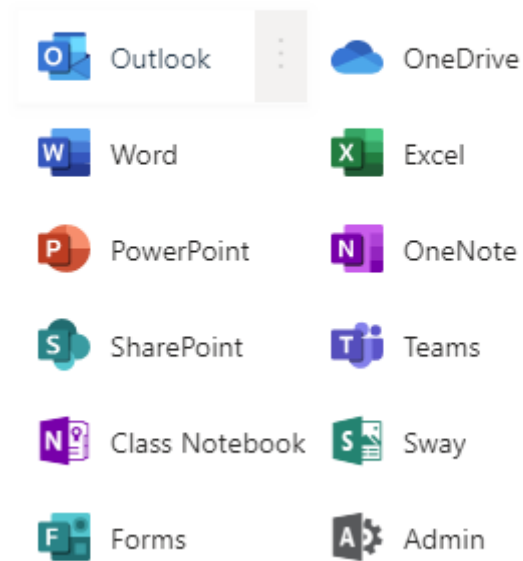 Outlook OneDrive
Word Excel
PowerPoint OneNote
SharePoint Teams
Class Notebook Sway
Forms Admin